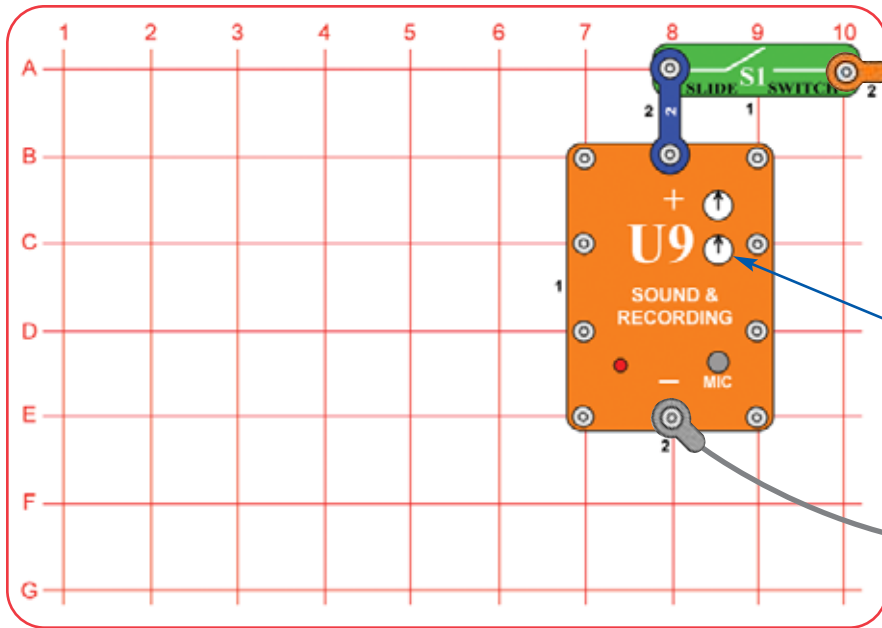 1 2 3 4 5 6 7 8 9 10
A
S1
SLIDE SWITCH
2
2
2
1
B
+
C
U9
1
SOUND &
RECORDING
D
–
MIC
E
2
F
G